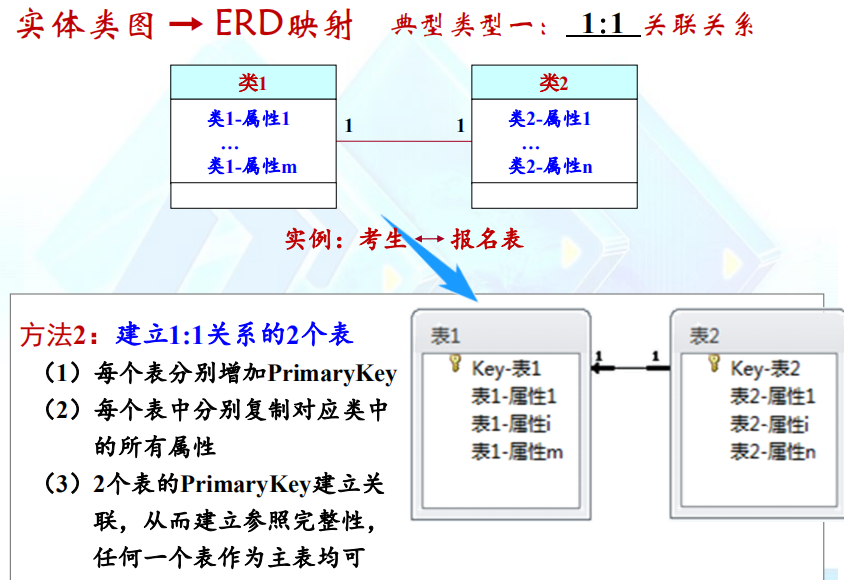 实体类图 → ERD映射 典型类型一：1:1 关联关系
类1
类1-属性1
…
类1-属性m
1 1
类2
类2-属性1
…
类2-属性n
实例：考生 ↔ 报名表
方法2：建立1:1关系的2个表
（1）每个表分别增加PrimaryKey
（2）每个表中分别复制对应类中
的所有属性
（3）2个表的PrimaryKey建立关
联，从而建立参照完整性，
任何一个表作为主表均可
表1
Key-表1
表1-属性1
表1-属性i
表1-属性m
1 1
表2
Key-表2
表2-属性1
表2-属性i
表2-属性n